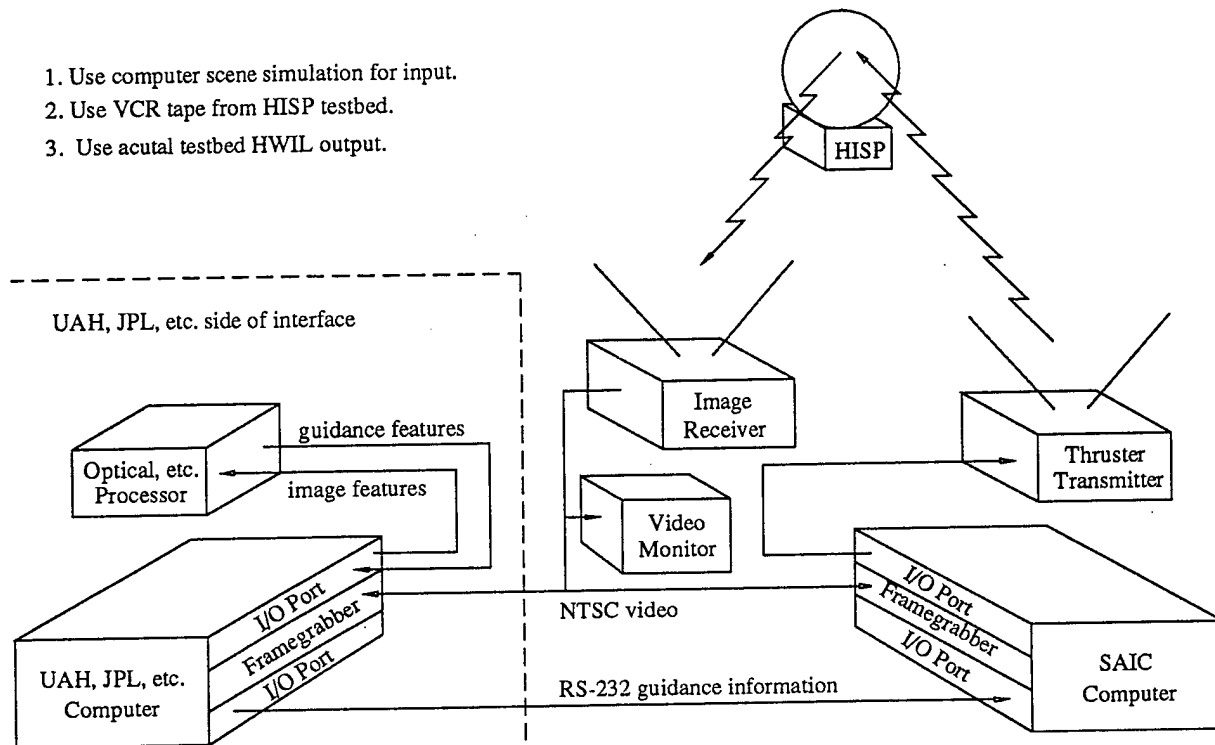 1. Use computer scene simulation for input.
2. Use VCR tape from HISP testbed.
3. Use acutal testbed HWIL output.
HISP
UAH, JPL, etc. side of interface
Image
Receiver
Thruster
Transmitter
guidance features
Optical, etc.
Processor
image features
Video
Monitor
I/O Port
Framegrabber
I/O Port
UAH, JPL, etc.
Computer
NTSC video
I/O Port
Framegrabber
I/O Port
SAIC
Computer
RS-232 guidance information